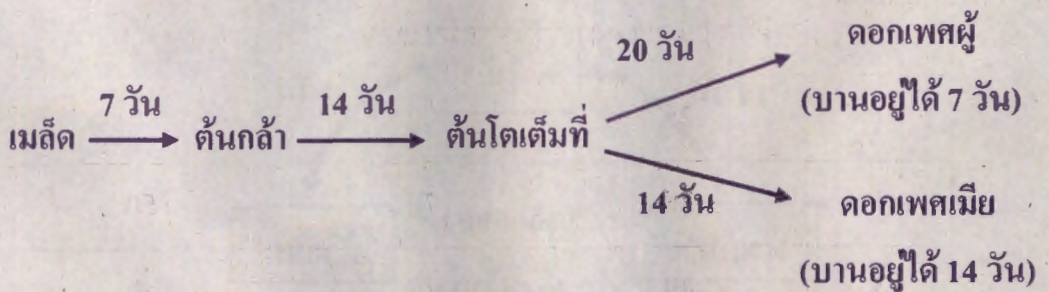 20 วัน
ดอกเพศผู้
(บานอยู่ได้ 7 วัน)
เมล็ด 7 วัน ต้นกล้า 14 วัน ต้นโตเต็มที่
14 วัน
ดอกเพศเมีย
(บานอยู่ได้ 14 วัน)